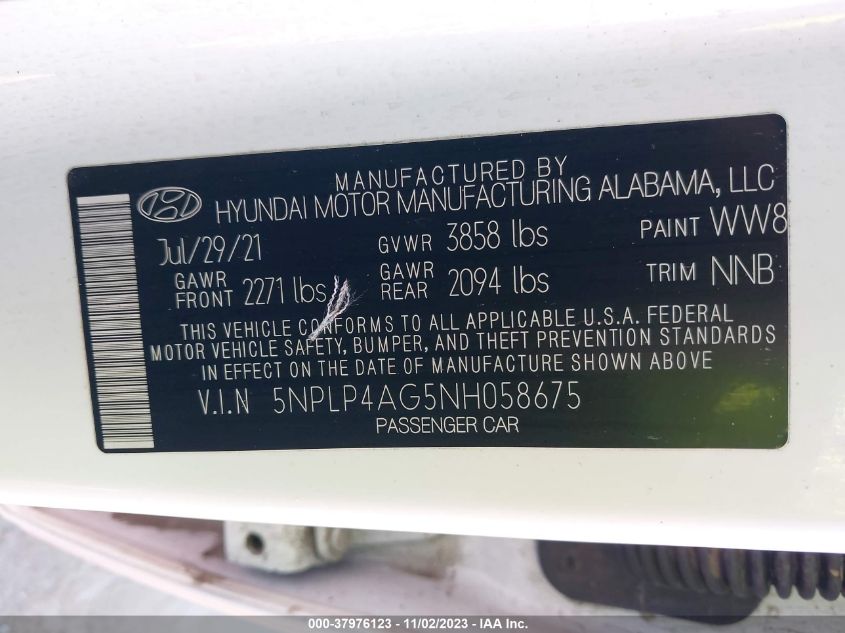 MANUFACTURED BY
HYUNDAI MOTOR MANUFACTURING ALABAMA, LLC
Jul/29/21 GVWR 3858 lbs PAINT WW8
GAWR FRONT 2271 lbs GAWR REAR 2094 lbs TRIM NNB
THIS VEHICLE CONFORMS TO ALL APPLICABLE U.S.A. FEDERAL
MOTOR VEHICLE SAFETY, BUMPER, AND THEFT PREVENTION STANDARDS
IN EFFECT ON THE DATE OF MANUFACTURE SHOWN ABOVE
V.I.N 5NPLP4AG5NH058675
PASSENGER CAR
000-37976123 - 11/02/2023 - IAA Inc.